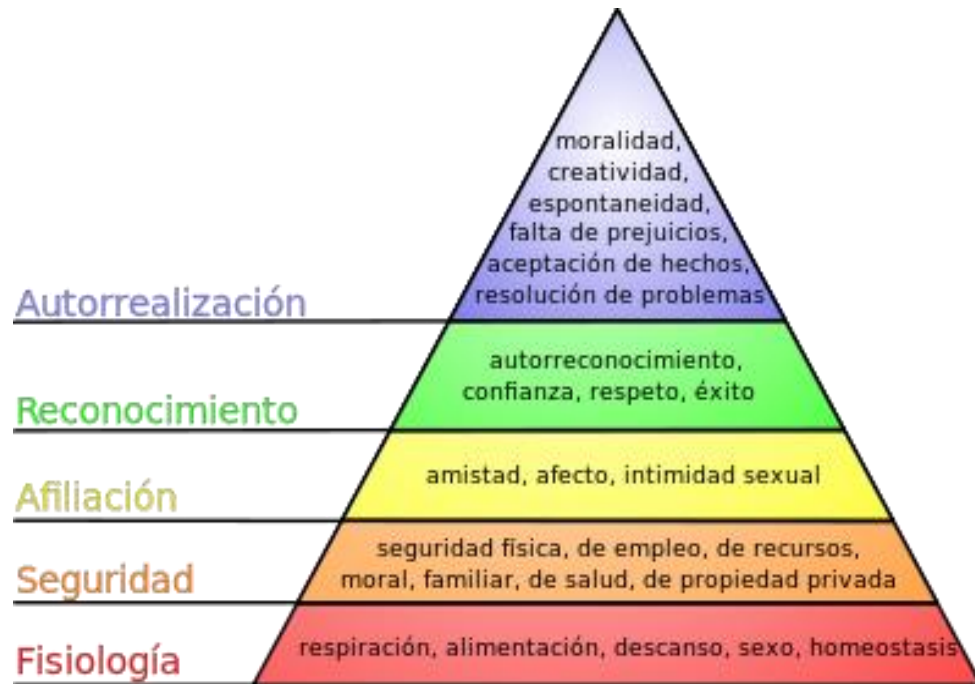 moralidad,
creatividad,
espontaneidad,
falta de prejuicios,
aceptación de hechos,
resolución de problemas
Autorrealización
autorreconocimiento,
confianza, respeto, éxito
Reconocimiento
amistad, afecto, intimidad sexual
Afiliación
seguridad física, de empleo, de recursos,
moral, familiar, de salud, de propiedad privada
Seguridad
respiración, alimentación, descanso, sexo, homeostasis
Fisiología